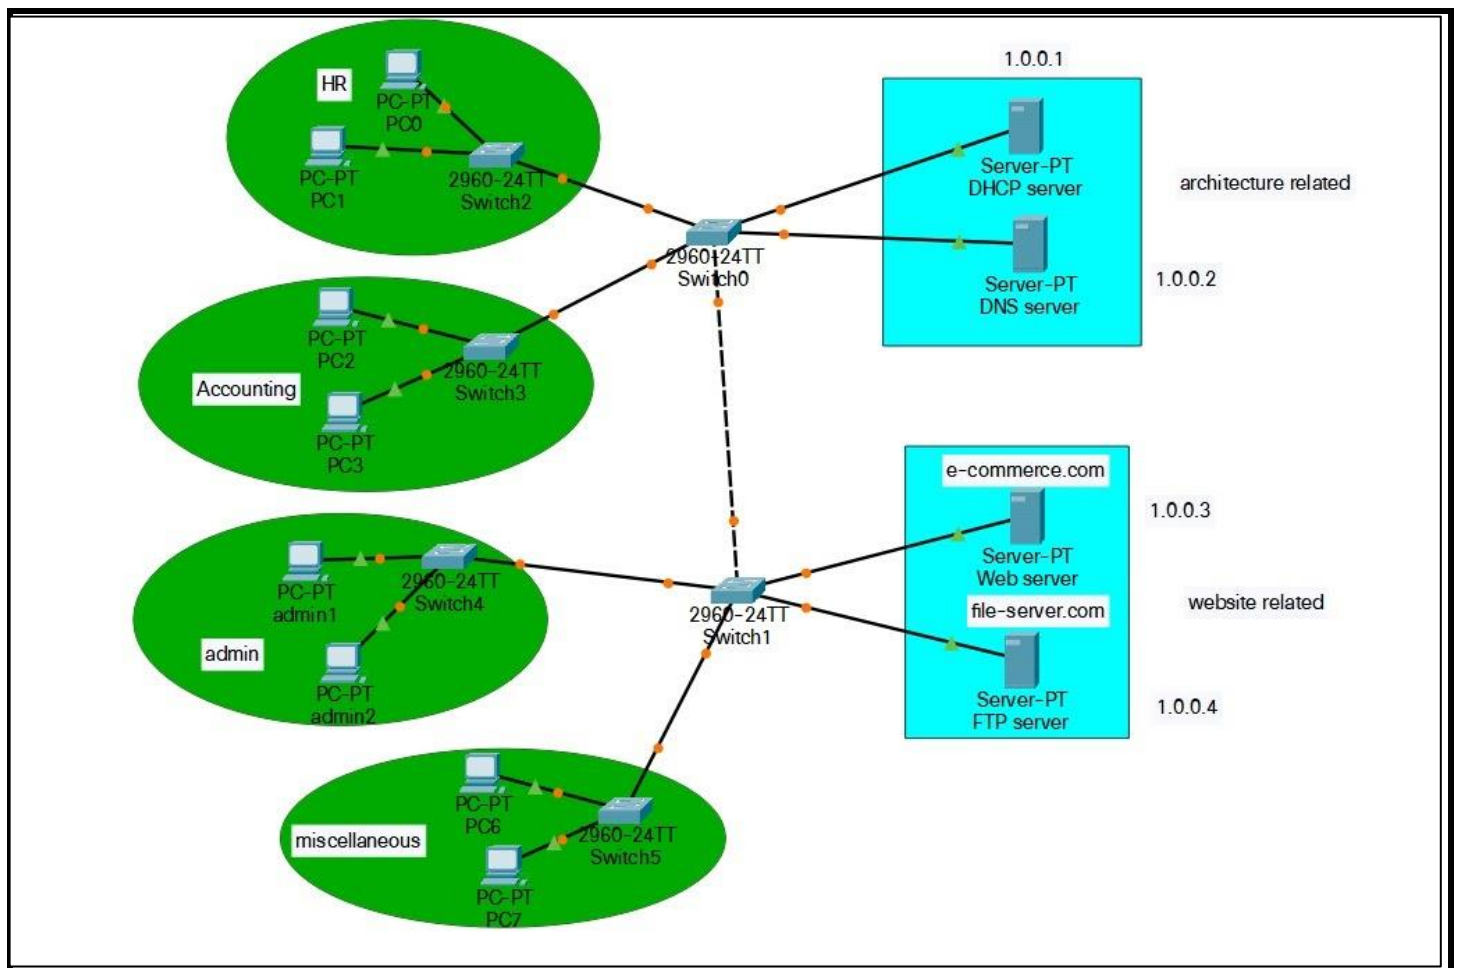 HR
PC-PT
PC0
PC-PT
PC1
2960-24TT
Switch2
1.0.0.1
Server-PT
DHCP server
architecture related
Server-PT
DNS server
1.0.0.2
2960-24TT
Switch0
PC-PT
PC2
Accounting
PC-PT
PC3
2960-24TT
Switch3
e-commerce.com
1.0.0.3
Server-PT
Web server
file-server.com
website related
Server-PT
FTP server
1.0.0.4
2960-24TT
Switch1
PC-PT
admin1
2960-24TT
Switch4
admin
PC-PT
admin2
PC-PT
PC6
miscellaneous
2960-24TT
Switch5
PC-PT
PC7